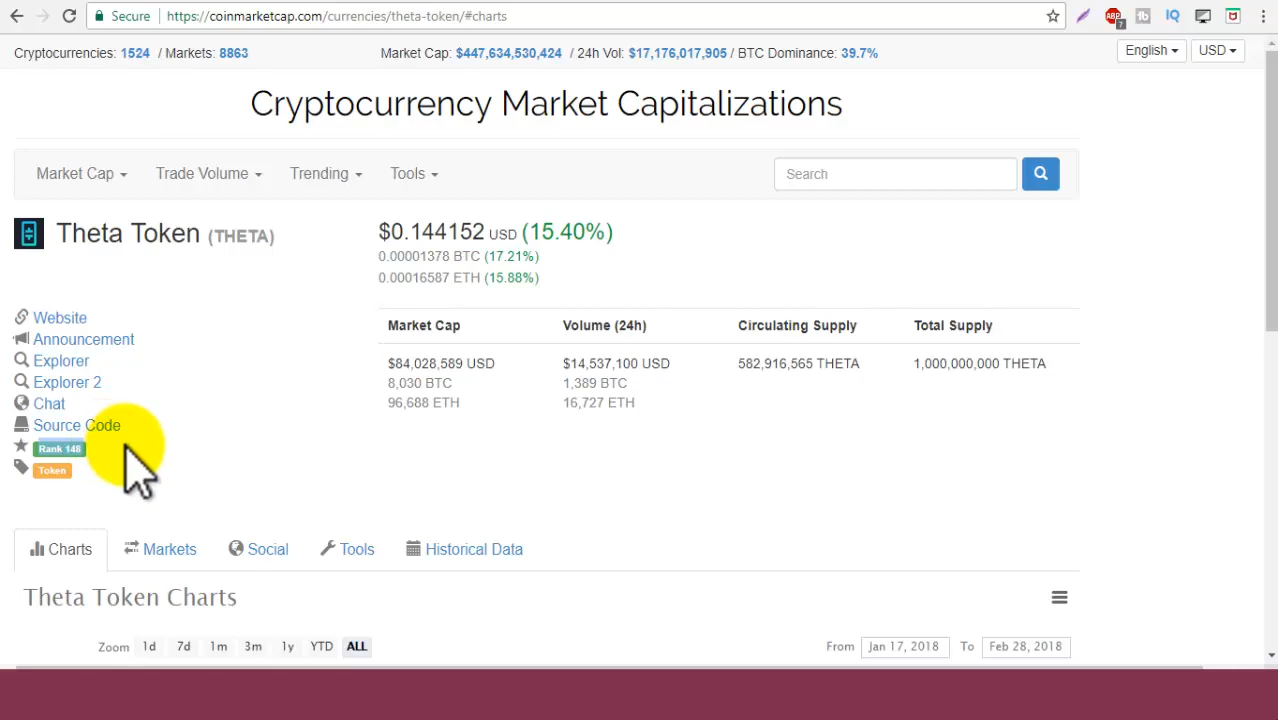 Secure https://coinmarketcap.com/currencies/theta-token/#charts
ABP 7 tb IQ
Cryptocurrencies: 1524 / Markets: 8863 Market Cap: $447,634,530,424 / 24h Vol: $17,176,017,905 / BTC Dominance: 39.7% English USD
Cryptocurrency Market Capitalizations
Market Cap Trade Volume Trending Tools Search
Theta Token (THETA) $0.144152 USD (15.40%)
0.00001378 BTC (17.21%)
0.00016587 ETH (15.88%)
Website
Announcement
Explorer
Explorer 2
Chat
Source Code
Rank 148
Token
Market Cap Volume (24h) Circulating Supply Total Supply
$84,028,589 USD $14,537,100 USD 582,916,565 THETA 1,000,000,000 THETA
8,030 BTC 1,389 BTC
96,688 ETH 16,727 ETH
Charts Markets Social Tools Historical Data
Theta Token Charts
Zoom 1d 7d 1m 3m 1y YTD ALL From Jan 17, 2018 To Feb 28, 2018